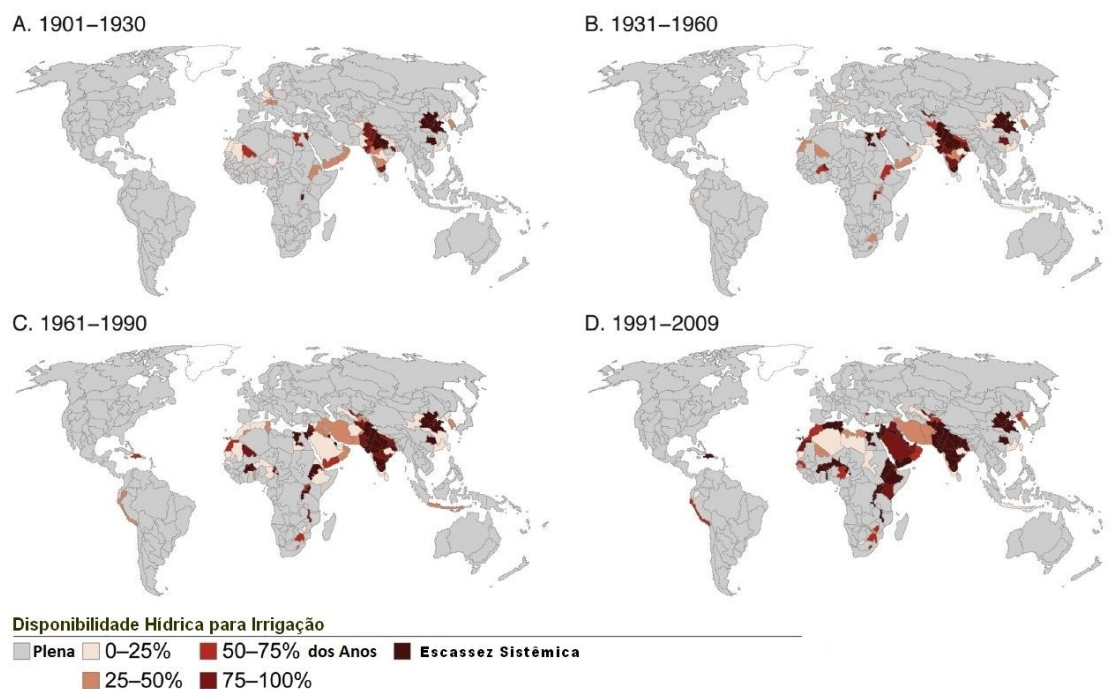 A. 1901–1930
B. 1931–1960
C. 1961–1990
D. 1991–2009
Disponibilidade Hídrica para Irrigação
Plena 0–25% 50–75% dos Anos Escassez Sistêmica
25–50% 75–100%